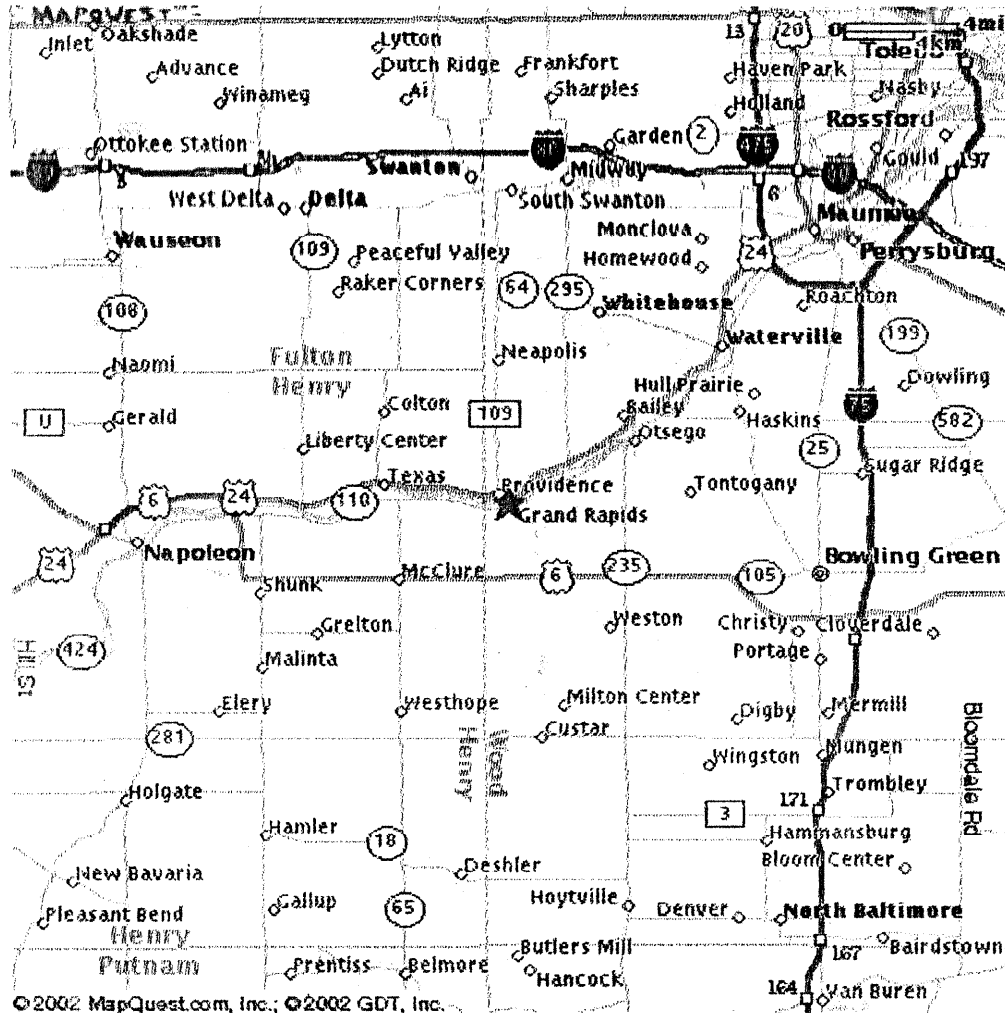 MAPQUEST
Inlet
Oakshade
Lytton
13
20
0
4mi
4km
Toledo
Advance
Dutch Ridge
Frankfort
Haven Park
Winameg
Ai
Sharples
Nasby
Holland
Rossford
Ottokee Station
Garden
2
475
Gould
197
Swanton
Midway
6
West Delta
Delta
South Swanton
Maumee
Wauseon
109
Peaceful Valley
Monclova
24
Perrysburg
Raker Corners
64
295
Homewood
108
Whitehouse
Roachton
Waterville
199
Naomi
Fulton
Henry
Neapolis
Hull Prairie
Dowling
U
Gerald
Colton
109
Bailey
Haskins
75
582
Liberty Center
Otsego
25
Sugar Ridge
6
24
110
Texas
Providence
Tontogany
Grand Rapids
24
Napoleon
Shunk
McClure
6
235
105
Bowling Green
Hill St
424
Grelton
Weston
Christy
Cloverdale
Malinta
Portage
Elery
Westhope
Milton Center
Digby
Mermill
281
Custar
Henry
Wood
Wingston
Mungen
Bloomdale Rd
Holgate
171
Trombley
3
Hamler
18
Hammansburg
New Bavaria
Deshler
Bloom Center
Pleasant Bend
Gallup
65
Hoytville
Denver
North Baltimore
Henry
Putnam
Prentiss
Belmore
Butlers Mill
Hancock
167
Bairdstown
164
Van Buren
©2002 MapQuest.com, Inc.; ©2002 GDT, Inc.